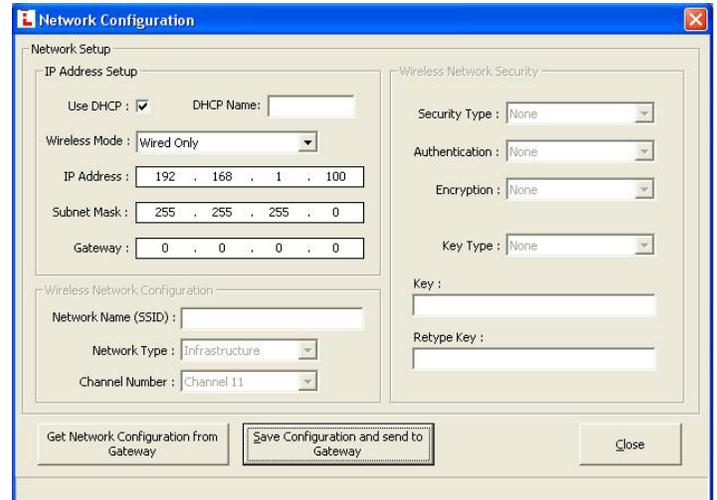 Network Configuration
Network Setup
IP Address Setup
Use DHCP :
DHCP Name:
Wireless Mode : Wired Only
IP Address : 192 . 168 . 1 . 100
Subnet Mask : 255 . 255 . 255 . 0
Gateway : 0 . 0 . 0 . 0
Wireless Network Configuration
Network Name (SSID) :
Network Type : Infrastructure
Channel Number : Channel 11
Wireless Network Security
Security Type : None
Authentication : None
Encryption : None
Key Type : None
Key :
Retype Key :
Get Network Configuration from
Gateway
Save Configuration and send to
Gateway
Close